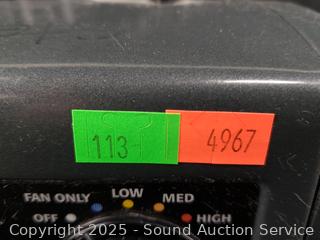 113 4967
FAN ONLY LOW MED
OFF HIGH
Copyright © 2025 - Sound Auction Service